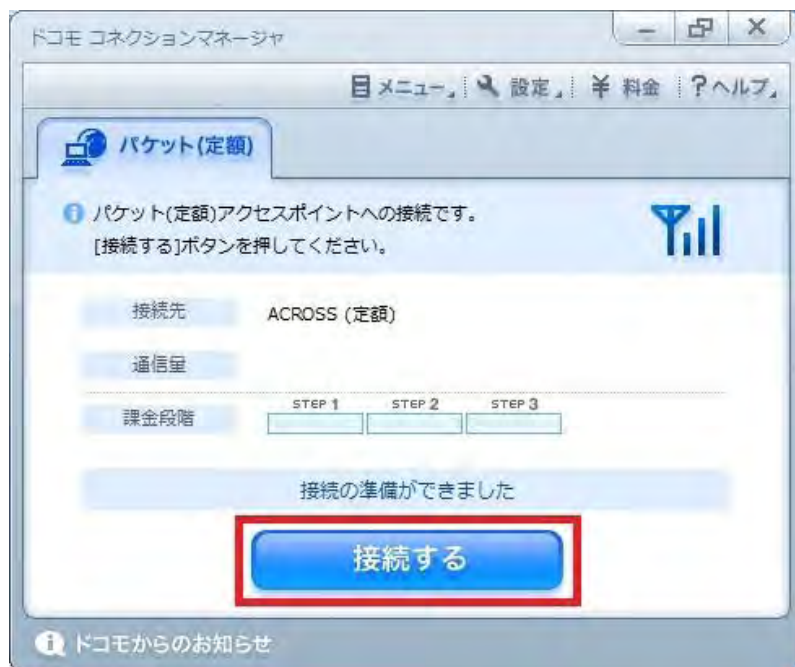 ドコモ コネクションマネージャ
メニュー 設定 ¥ 料金 ? ヘルプ
パケット(定額)
パケット(定額)アクセスポイントへの接続です。
[接続する]ボタンを押してください。
接続先 ACROSS (定額)
通信量
課金段階 STEP 1 STEP 2 STEP 3
接続の準備ができました
接続する
ドコモからのお知らせ